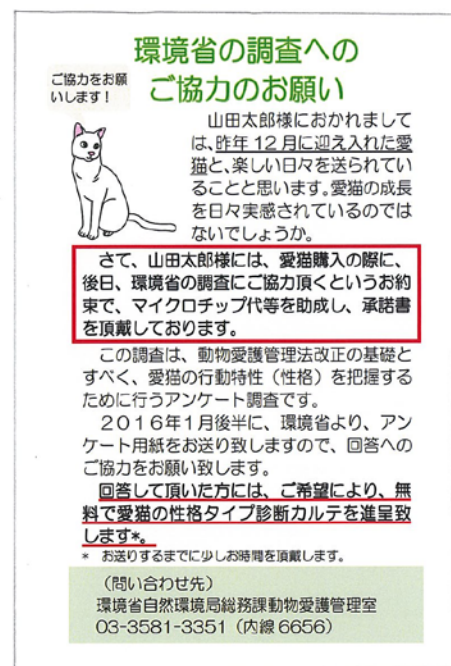 環境省の調査への
ご協力のお願い
ご協力をお願
いします！
山田太郎様におかれまして
は、昨年12月に迎え入れた愛
猫と、楽しい日々を送られてい
ることと思います。愛猫の成長
を日々実感されているのでは
ないでしょうか。
さて、山田太郎様には、愛猫購入の際に、
後日、環境省の調査にご協力頂くというお約
束で、マイクロチップ代等を助成し、承諾書
を頂戴しております。
この調査は、動物愛護管理法改正の基礎と
すべく、愛猫の行動特性（性格）を把握する
ために行うアンケート調査です。
２０１６年１月後半に、環境省より、アン
ケート用紙をお送り致しますので、回答への
ご協力をお願い致します。
回答して頂いた方には、ご希望により、無
料で愛猫の性格タイプ診断カルテを進呈致
します*。
* お送りするまでに少しお時間を頂戴します。
（問い合わせ先）
環境省自然環境局総務課動物愛護管理室
03-3581-3351（内線 6656）